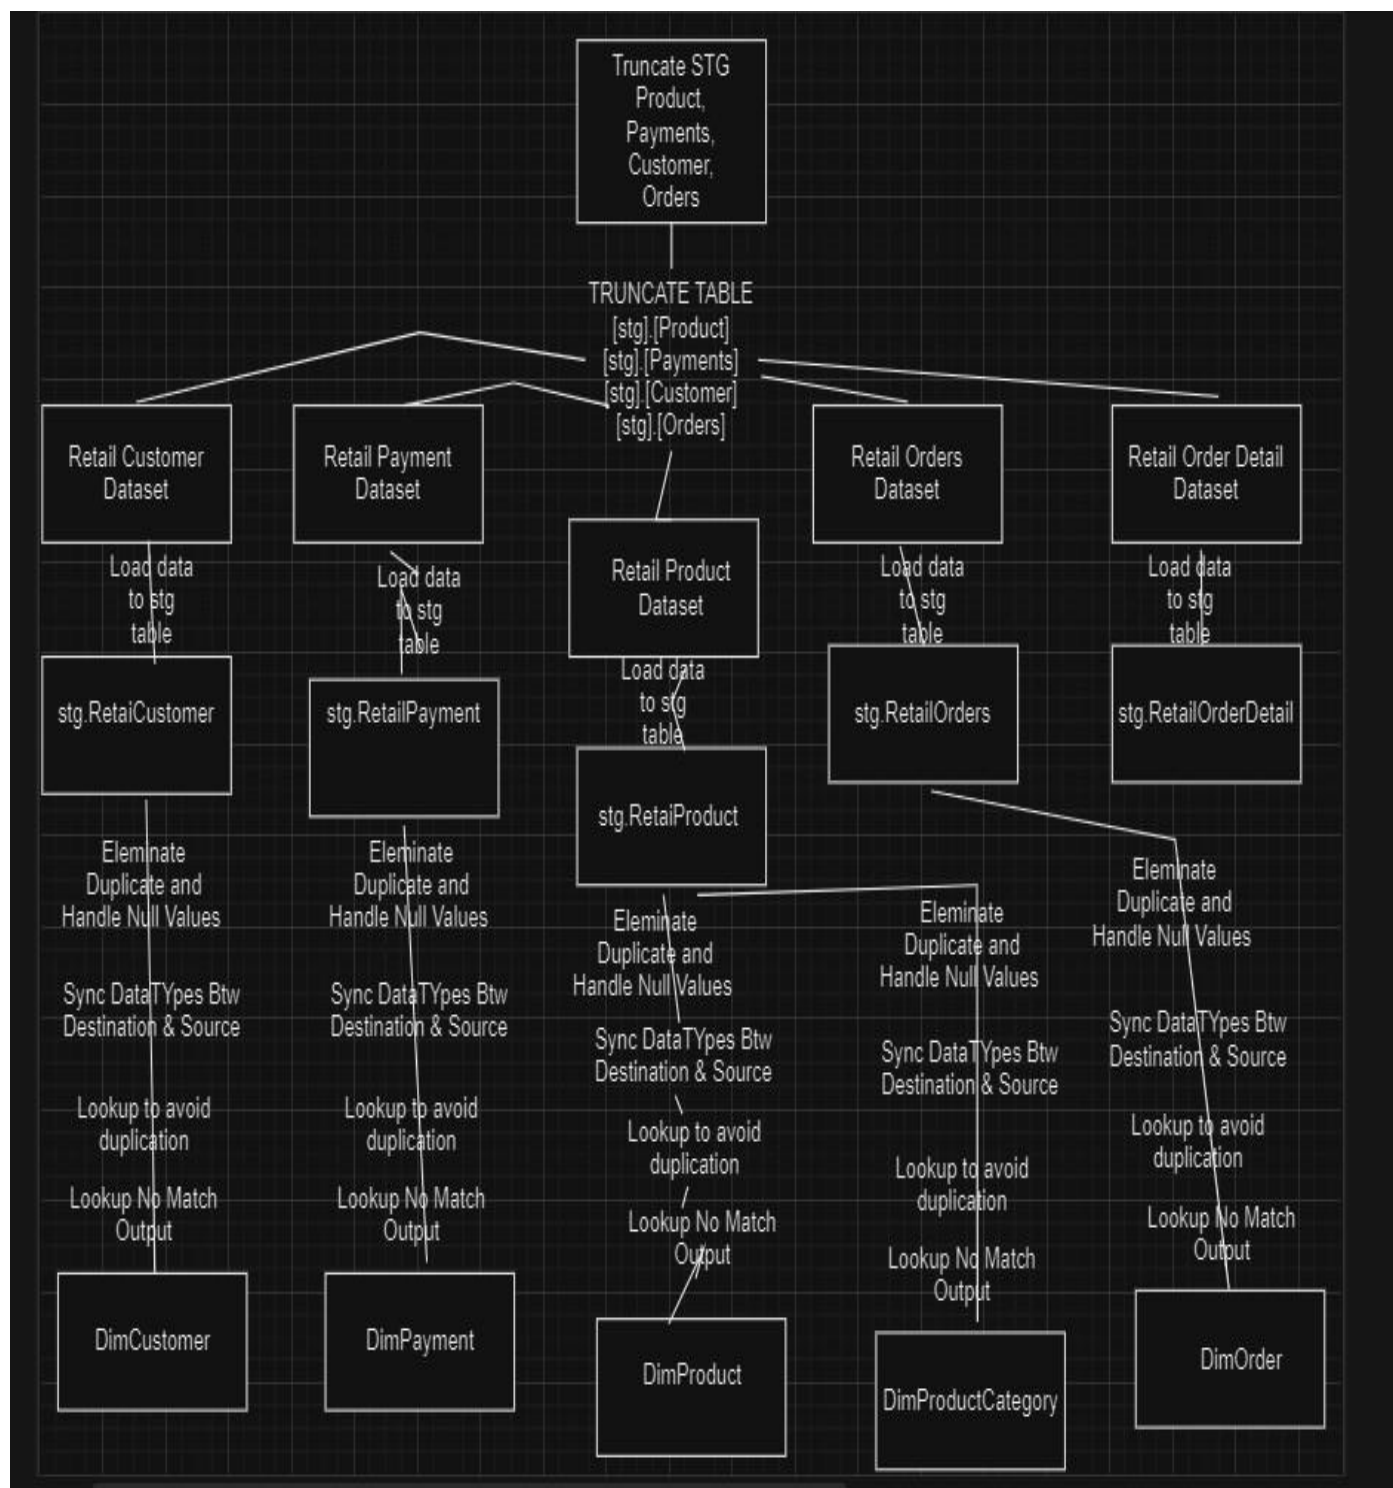 Truncate STG
Product,
Payments,
Customer,
Orders
TRUNCATE TABLE
[stg].[Product]
[stg].[Payments]
[stg].[Customer]
[stg].[Orders]
Retail Customer
Dataset
Retail Payment
Dataset
Retail Product
Dataset
Retail Orders
Dataset
Retail Order Detail
Dataset
Load data
to stg
table
Load data
to stg
table
Load data
to stg
table
Load data
to stg
table
Load data
to stg
table
stg.RetaiCustomer
stg.RetailPayment
stg.RetaiProduct
stg.RetailOrders
stg.RetailOrderDetail
Eleminate
Duplicate and
Handle Null Values
Eleminate
Duplicate and
Handle Null Values
Eleminate
Duplicate and
Handle Null Values
Eleminate
Duplicate and
Handle Null Values
Eleminate
Duplicate and
Handle Null Values
Sync DataTYpes Btw
Destination & Source
Sync DataTYpes Btw
Destination & Source
Sync DataTYpes Btw
Destination & Source
Sync DataTYpes Btw
Destination & Source
Sync DataTYpes Btw
Destination & Source
Lookup to avoid
duplication
Lookup to avoid
duplication
Lookup to avoid
duplication
Lookup to avoid
duplication
Lookup to avoid
duplication
Lookup No Match
Output
Lookup No Match
Output
Lookup No Match
Output
Lookup No Match
Output
Lookup No Match
Output
DimCustomer
DimPayment
DimProduct
DimProductCategory
DimOrder